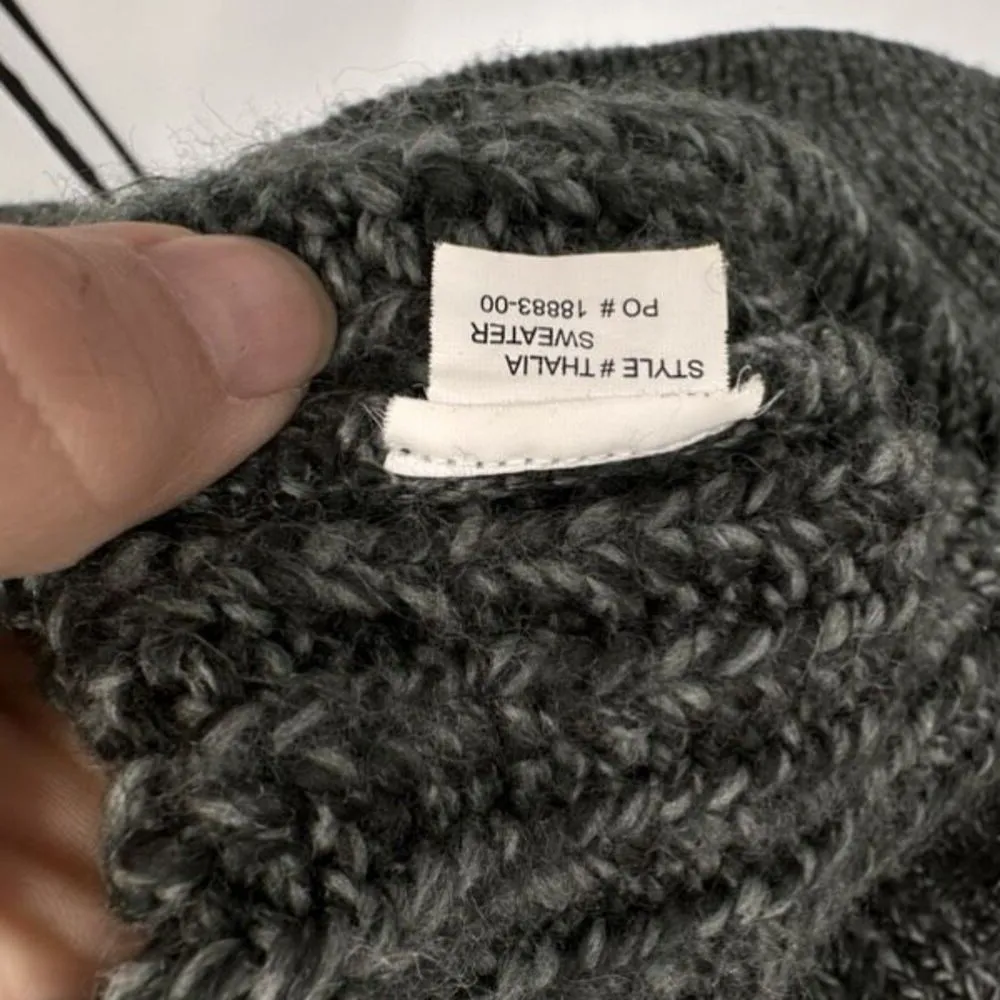 STYLE # THALIA
SWEATER
PO # 18883-00